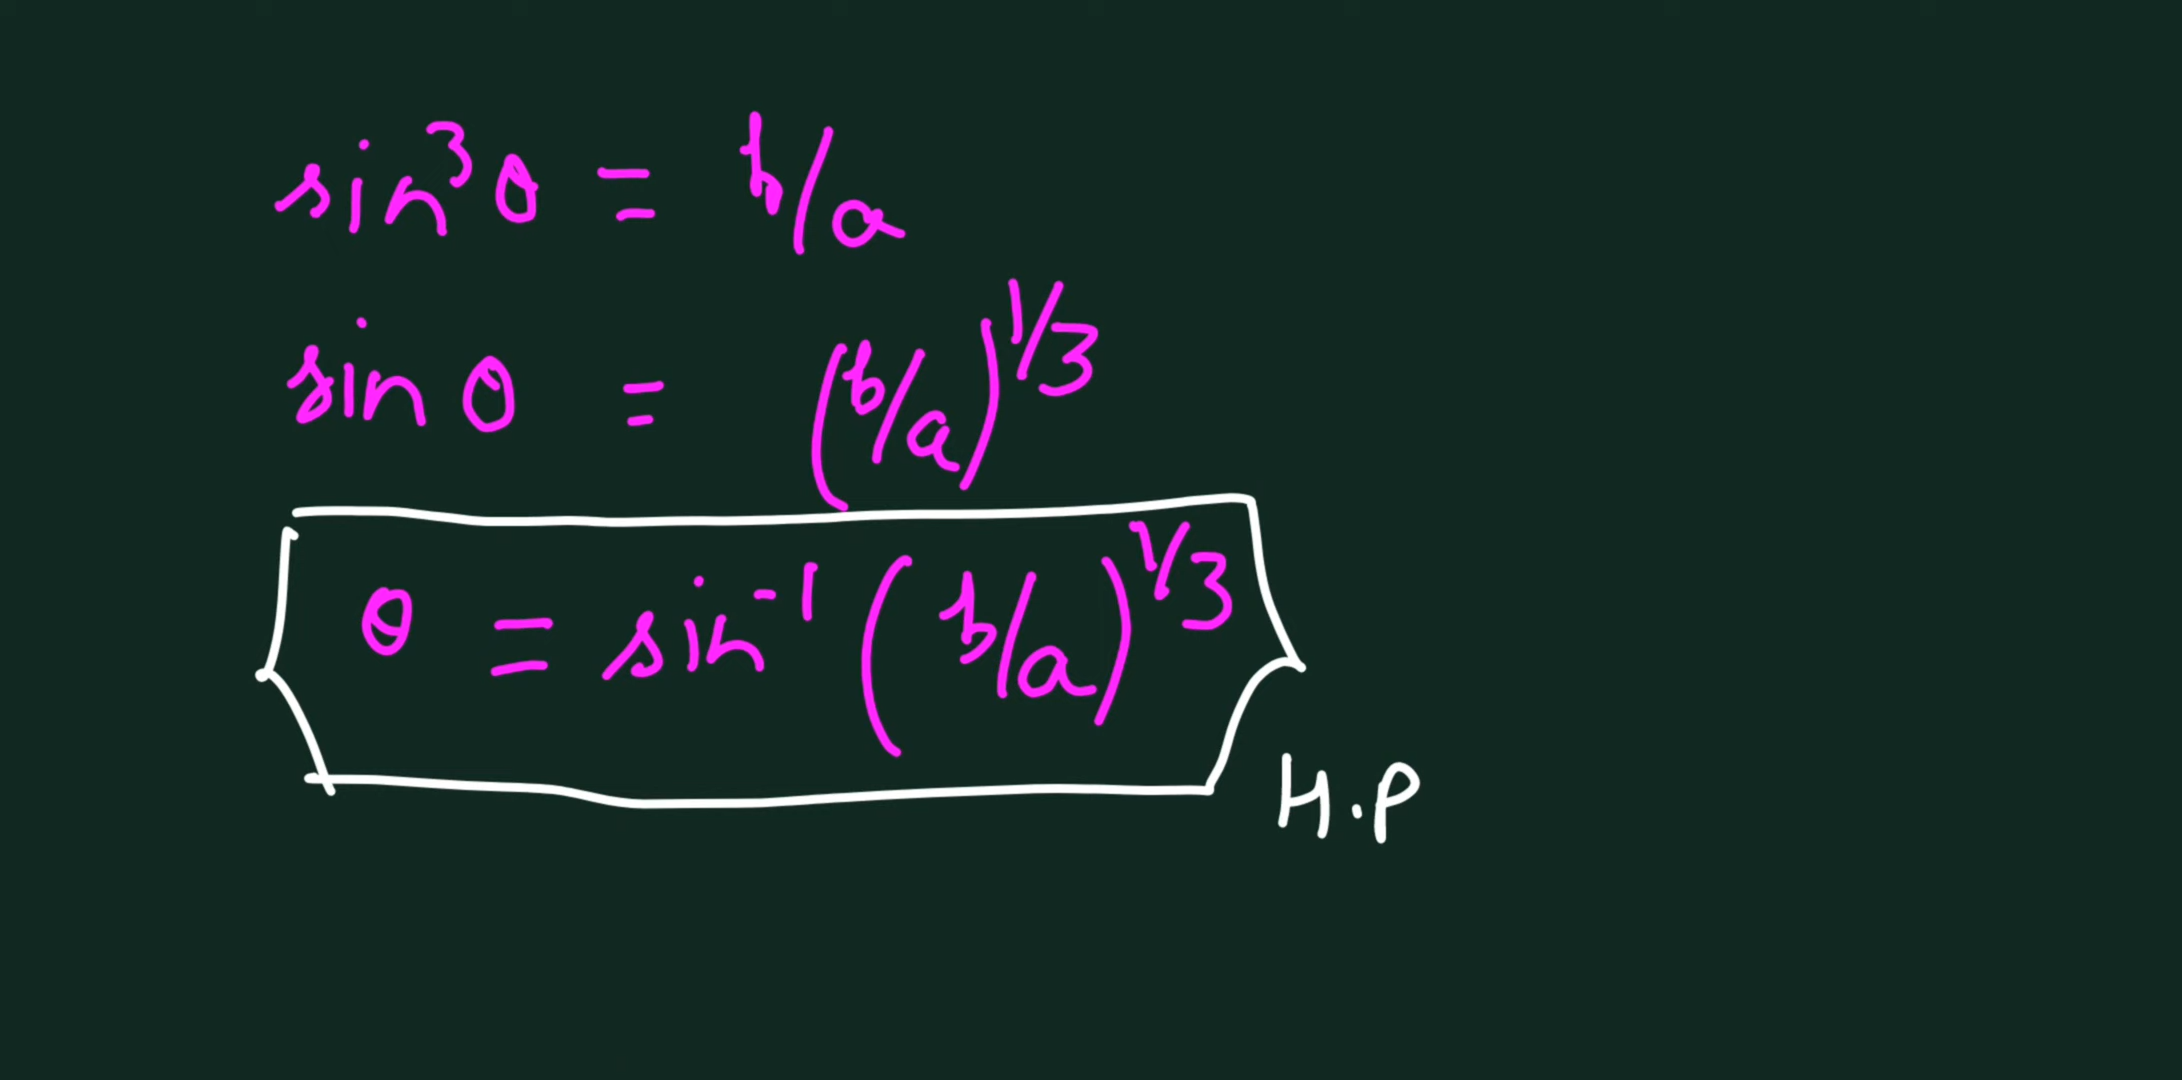 sin³θ = b/a
sin θ = (b/a)^1/3
θ = sin⁻¹ (b/a)^1/3
H.P